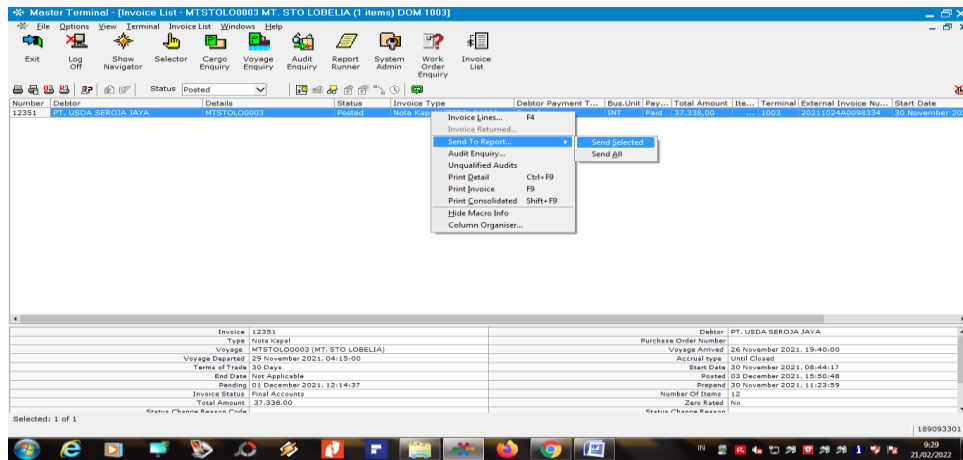 Master Terminal - [Invoice List - MTSTOLO0003 MT. STO LOBELIA (1 items) DOM 1003]
File Options View Terminal Invoice List Windows Help
Exit Log Off Show Navigator Selector Cargo Enquiry Voyage Enquiry Audit Enquiry Report Runner System Admin Work Order Enquiry Invoice List
Status Posted
Number Debtor Details Status Invoice Type Debtor Payment T... Bus.Unit Pay... Total Amount Ite... Terminal External Invoice Nu... Start Date
12351 PT. USDA SEROJA JAYA MTSTOLO0003 Posted Nota Kap INT Paid 37.338,00 ... 1003 20211024A0098334 30 November 20
Invoice Lines... F4
Invoice Returned...
Send To Report...
Send Selected
Audit Enquiry...
Send All
Unqualified Audits
Print Detail Ctrl+F9
Print Invoice F9
Print Consolidated Shift+F9
Hide Macro Info
Column Organiser...
Invoice 12351 Debtor PT. USDA SEROJA JAYA
Type Nota Kapal Purchase Order Number
Voyage MTSTOLO0003 (MT. STO LOBELIA) Voyage Arrived 26 November 2021, 19:40:00
Voyage Departed 29 November 2021, 04:15:00 Accrual type Until Closed
Terms of Trade 30 Days Start Date 30 November 2021, 08:44:17
End Date Not Applicable Posted 03 December 2021, 15:50:48
Pending 01 December 2021, 12:14:37 Prepend 30 November 2021, 11:23:59
Invoice Status Final Accounts Number Of Items 12
Total Amount 37.338.00 Zero Rated No
Status Change Reason Code Status Change Reason
Selected: 1 of 1
189093301
IN
9:29
21/02/2022